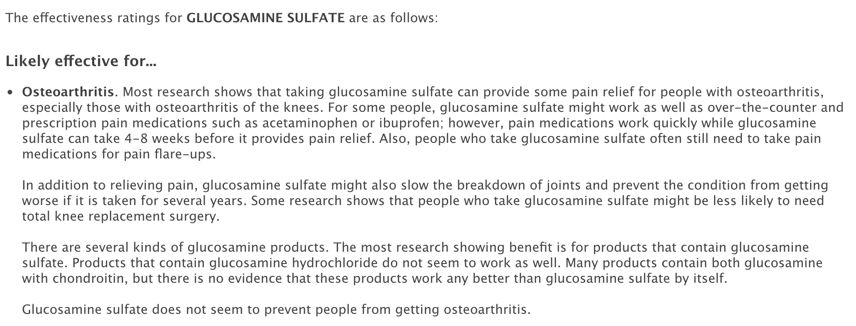 The effectiveness ratings for GLUCOSAMINE SULFATE are as follows:
Likely effective for...
• Osteoarthritis. Most research shows that taking glucosamine sulfate can provide some pain relief for people with osteoarthritis,
especially those with osteoarthritis of the knees. For some people, glucosamine sulfate might work as well as over-the-counter and
prescription pain medications such as acetaminophen or ibuprofen; however, pain medications work quickly while glucosamine
sulfate can take 4-8 weeks before it provides pain relief. Also, people who take glucosamine sulfate often still need to take pain
medications for pain flare-ups.
In addition to relieving pain, glucosamine sulfate might also slow the breakdown of joints and prevent the condition from getting
worse if it is taken for several years. Some research shows that people who take glucosamine sulfate might be less likely to need
total knee replacement surgery.
There are several kinds of glucosamine products. The most research showing benefit is for products that contain glucosamine
sulfate. Products that contain glucosamine hydrochloride do not seem to work as well. Many products contain both glucosamine
with chondroitin, but there is no evidence that these products work any better than glucosamine sulfate by itself.
Glucosamine sulfate does not seem to prevent people from getting osteoarthritis.